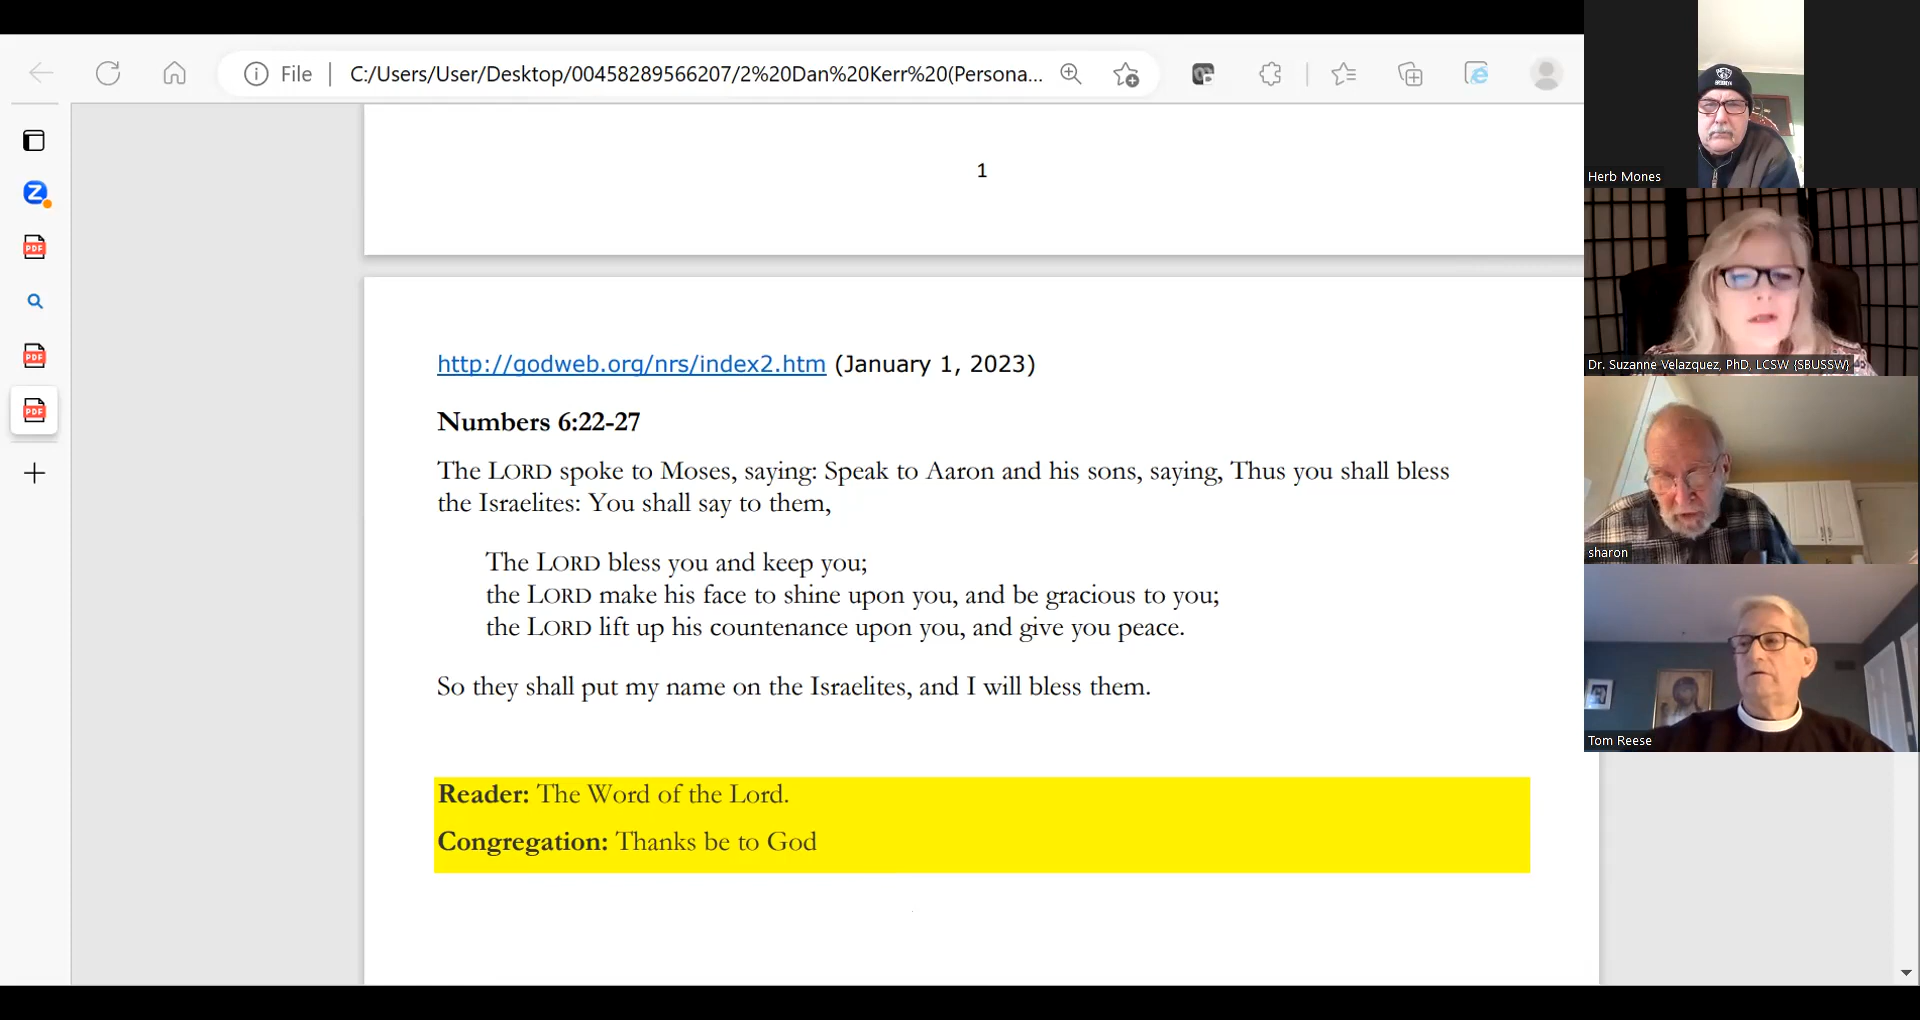 File | C:/Users/User/Desktop/00458289566207/2%20Dan%20Kerr%20(Persona...
1
http://godweb.org/nrs/index2.htm (January 1, 2023)
Numbers 6:22-27
The LORD spoke to Moses, saying: Speak to Aaron and his sons, saying, Thus you shall bless
the Israelites: You shall say to them,
The LORD bless you and keep you;
the LORD make his face to shine upon you, and be gracious to you;
the LORD lift up his countenance upon you, and give you peace.
So they shall put my name on the Israelites, and I will bless them.
Reader: The Word of the Lord.
Congregation: Thanks be to God
Herb Mones
Dr. Suzanne Velazquez, PhD, LCSW {SBUSSW}
sharon
Tom Reese
PDF
PDF
PDF